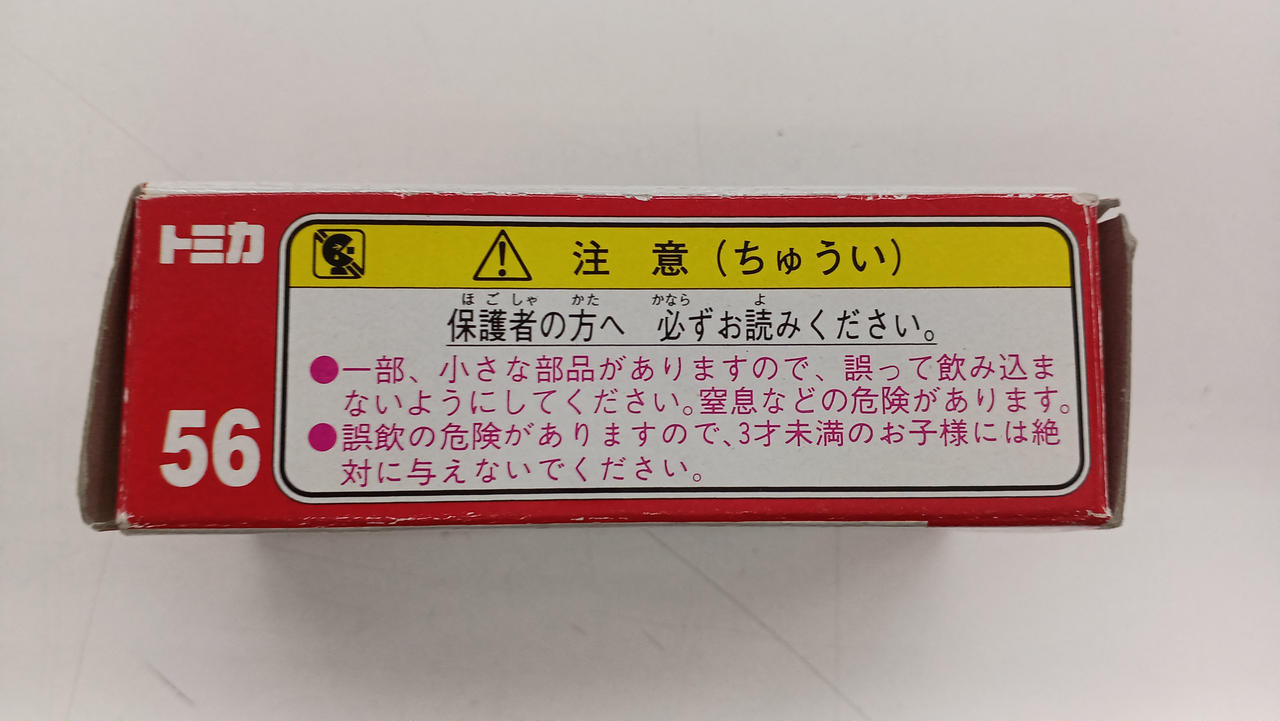 トミカ
56
注意(ちゅうい)
ほごしゃ かた かなら よ
保護者の方へ 必ずお読みください。
●一部、小さな部品がありますので、誤って飲み込ま
ないようにしてください。窒息などの危険があります。
●誤飲の危険がありますので、3才未満のお子様には絶
対に与えないでください。